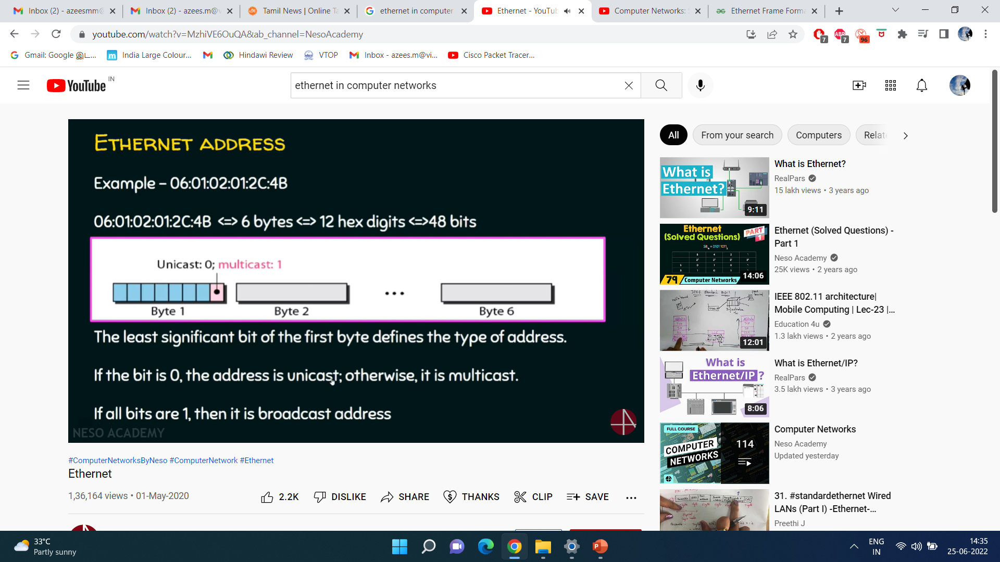 Inbox (2) - azeesmm@
Inbox (2) - azees.m@v
Tamil News | Online Ta
ethernet in computer
Ethernet - YouTub
Computer Networks:
Ethernet Frame Forma
youtube.com/watch?v=MzhiVE6OuQA&ab_channel=NesoAcademy
7
ABP
7
96
Gmail: Google இட...
India Large Colour...
Hindawi Review
VTOP
Inbox - azees.m@vi...
Cisco Packet Tracer...
YouTube IN
ethernet in computer networks
ETHERNET ADDRESS
Example – 06:01:02:01:2C:4B
06:01:02:01:2C:4B <=> 6 bytes <=> 12 hex digits <=>48 bits
Unicast: 0; multicast: 1
Byte 1
Byte 2
...
Byte 6
The least significant bit of the first byte defines the type of address.
If the bit is 0, the address is unicast; otherwise, it is multicast.
If all bits are 1, then it is broadcast address
NESO ACADEMY
#ComputerNetworksByNeso #ComputerNetwork #Ethernet
Ethernet
1,36,164 views • 01-May-2020
2.2K
DISLIKE
SHARE
THANKS
CLIP
SAVE
All
From your search
Computers
Relate
What is
Ethernet?
9:11
What is Ethernet?
RealPars
15 lakh views • 3 years ago
Ethernet
(Solved Questions)
PART
1
79
Computer Networks
14:06
Ethernet (Solved Questions) -
Part 1
Neso Academy
25K views • 2 years ago
12:01
IEEE 802.11 architecture|
Mobile Computing | Lec-23 |...
Education 4u
1.3 lakh views • 2 years ago
What is
Ethernet/IP ?
8:06
What is Ethernet/IP?
RealPars
3.5 lakh views • 3 years ago
FULL COURSE
COMPUTER
NETWORKS
114
Computer Networks
Neso Academy
Updated yesterday
31. #standardethernet Wired
LANs (Part I) -Ethernet-...
Preethi J
33°C
Partly sunny
ENG
IN
14:35
25-06-2022